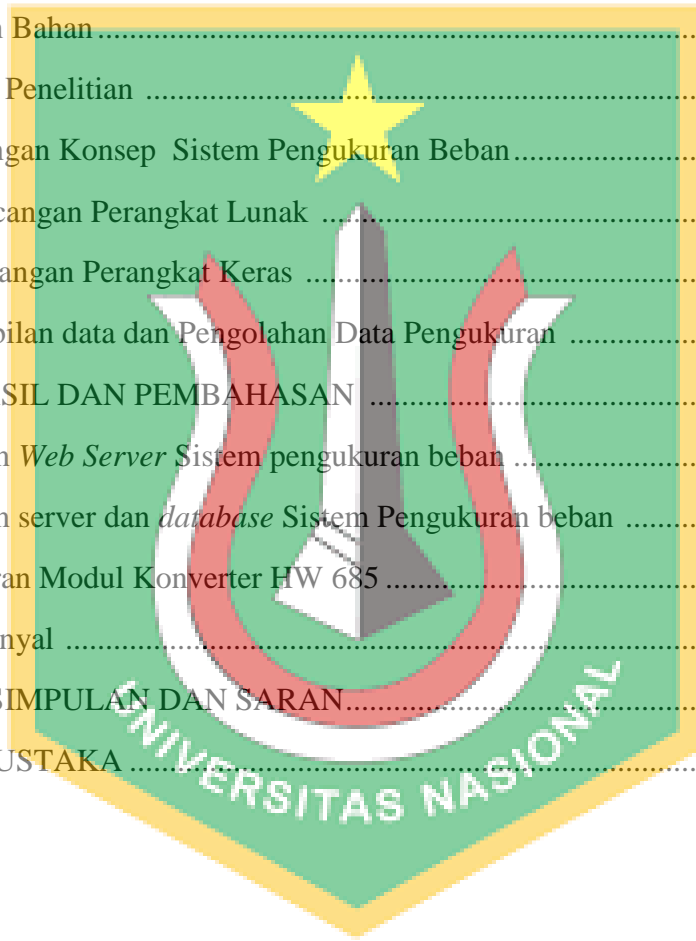 n Bahan ........................................
Penelitian ........................................
ngan Konsep Sistem Pengukuran Beban ........................................
cangan Perangkat Lunak ........................................
angan Perangkat Keras ........................................
bilan data dan Pengolahan Data Pengukuran ........................................
SIL DAN PEMBAHASAN ........................................
n Web Server Sistem pengukuran beban ........................................
n server dan database Sistem Pengukuran beban ........................................
ran Modul Konverter HW 685 ........................................
nyal ........................................
SIMPULAN DAN SARAN ........................................
USTAKA ........................................
UNIVERSITAS NASIONAL